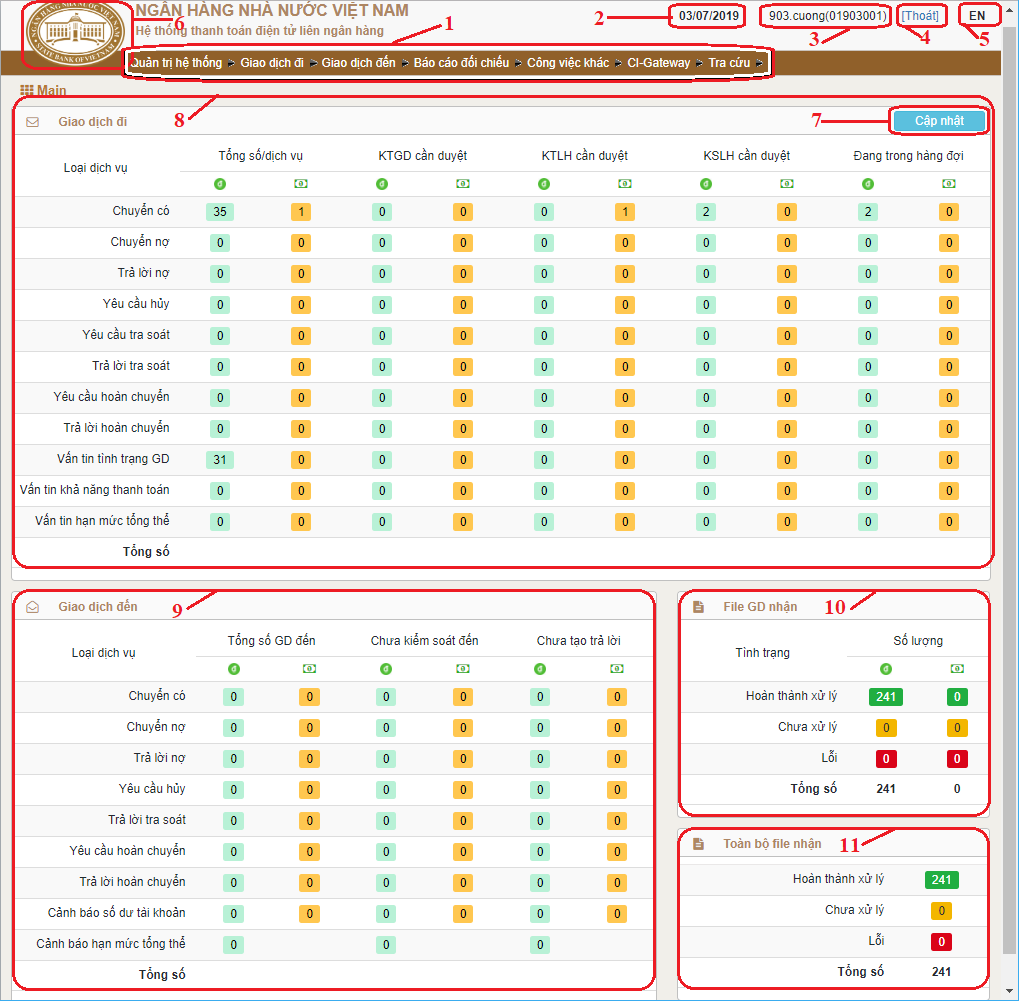 NGÂN HÀNG NHÀ NƯỚC VIỆT NAM
Hệ thống thanh toán điện tử liên ngân hàng
NGÂN HÀNG NHÀ NƯỚC VIỆT NAM
STATE BANK OF VIETNAM
6 1 2 03/07/2019 903.cuong(01903001) [Thoát] EN
3 4 5
Quản trị hệ thống Giao dịch đi Giao dịch đến Báo cáo đối chiếu Công việc khác CI-Gateway Tra cứu
Main
Giao dịch đi 8 7 Cập nhật
Loại dịch vụ Tổng số/dịch vụ KTGD cần duyệt KTLH cần duyệt KSLH cần duyệt Đang trong hàng đợi
Chuyển có 35 1 0 0 0 1 2 0 2 0
Chuyển nợ 0 0 0 0 0 0 0 0 0 0
Trả lời nợ 0 0 0 0 0 0 0 0 0 0
Yêu cầu hủy 0 0 0 0 0 0 0 0 0 0
Yêu cầu tra soát 0 0 0 0 0 0 0 0 0 0
Trả lời tra soát 0 0 0 0 0 0 0 0 0 0
Yêu cầu hoàn chuyển 0 0 0 0 0 0 0 0 0 0
Trả lời hoàn chuyển 0 0 0 0 0 0 0 0 0 0
Vấn tin tình trạng GD 31 0 0 0 0 0 0 0 0 0
Vấn tin khả năng thanh toán 0 0 0 0 0 0 0 0 0 0
Vấn tin hạn mức tổng thể 0 0 0 0 0 0 0 0 0 0
Tổng số
Giao dịch đến 9
Loại dịch vụ Tổng số GD đến Chưa kiểm soát đến Chưa tạo trả lời
Chuyển có 0 0 0 0 0 0
Chuyển nợ 0 0 0 0 0 0
Trả lời nợ 0 0 0 0 0 0
Yêu cầu hủy 0 0 0 0 0 0
Trả lời tra soát 0 0 0 0 0 0
Yêu cầu hoàn chuyển 0 0 0 0 0 0
Trả lời hoàn chuyển 0 0 0 0 0 0
Cảnh báo số dư tài khoản 0 0 0 0 0 0
Cảnh báo hạn mức tổng thể 0 0 0
Tổng số
File GD nhận 10
Tình trạng Số lượng
Hoàn thành xử lý 241 0
Chưa xử lý 0 0
Lỗi 0 0
Tổng số 241 0
Toàn bộ file nhận 11
Hoàn thành xử lý 241
Chưa xử lý 0
Lỗi 0
Tổng số 241